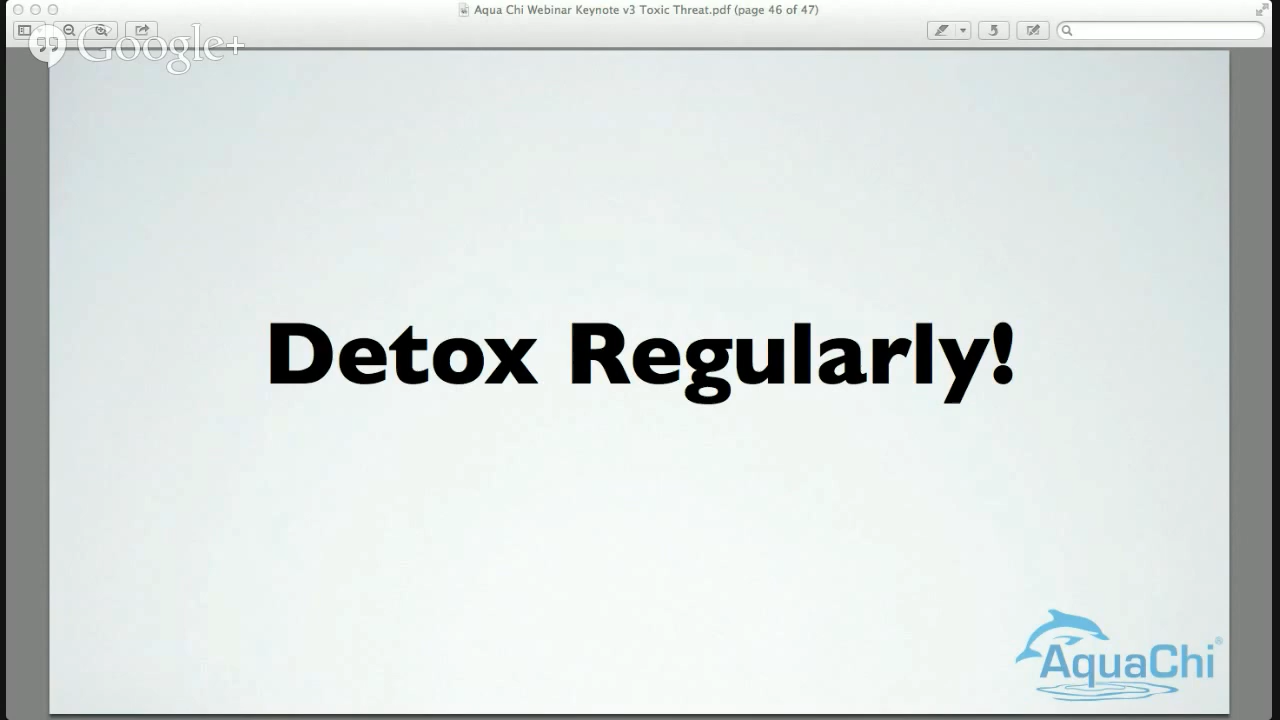 Aqua Chi Webinar Keynote v3 Toxic Threat.pdf (page 46 of 47)
Google+
Detox Regularly!
AquaChi®